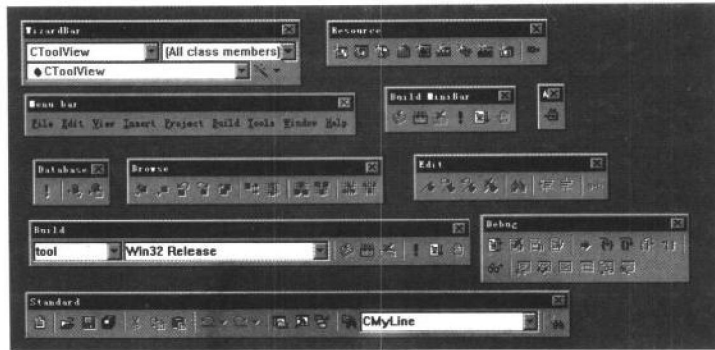 WizardBar
CToolView
(All class members)
CToolView
Resource
Menu bar
File Edit View Insert Project Build Tools Window Help
Build MiniBar
A
Database
Browse
Edit
Build
tool
Win32 Release
Debug
Standard
CMyLine